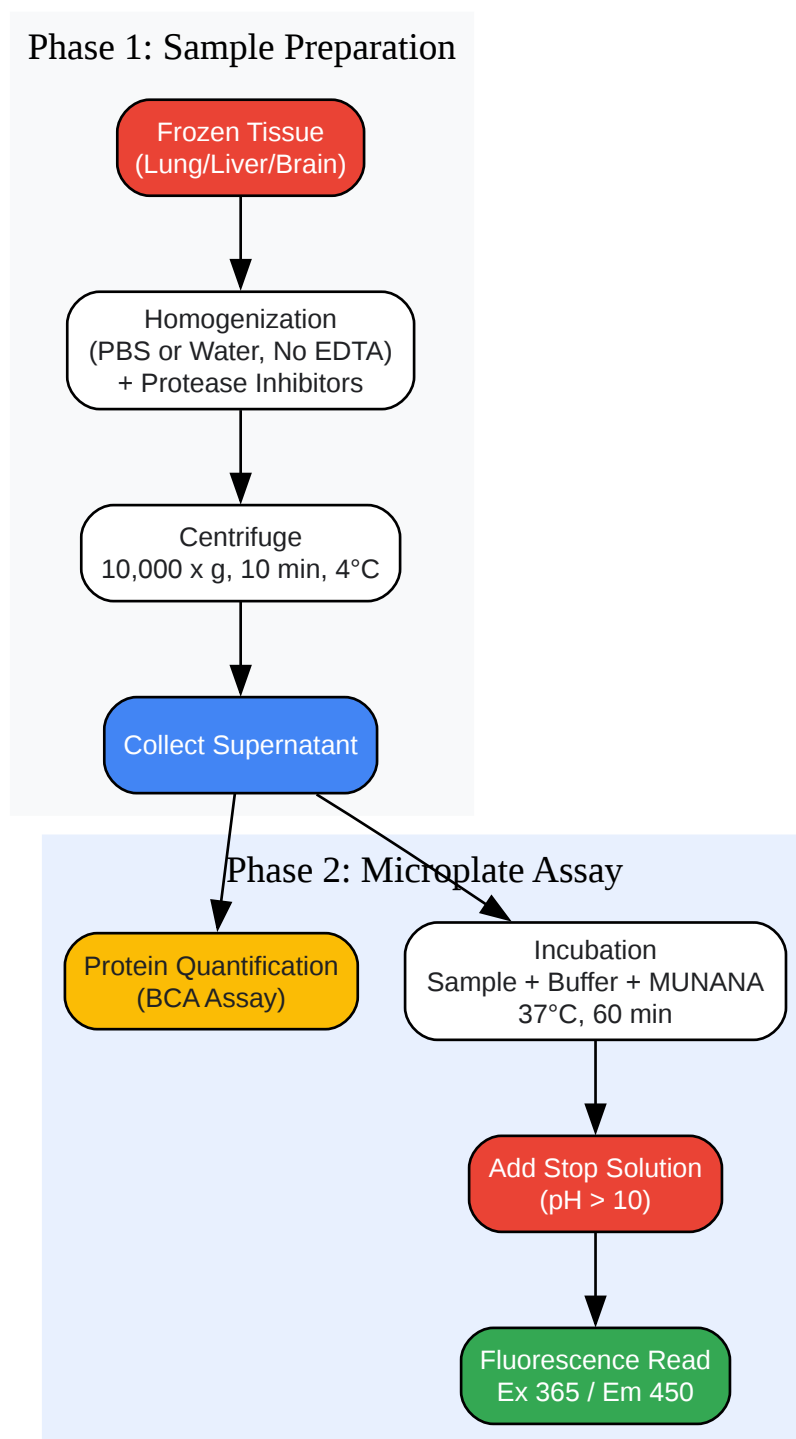 Phase 1: Sample Preparation
Frozen Tissue
(Lung/Liver/Brain)
Homogenization
(PBS or Water, No EDTA)
+ Protease Inhibitors
Centrifuge
10,000 x g, 10 min, 4°C
Collect Supernatant
Phase 2: Microplate Assay
Protein Quantification
(BCA Assay)
Incubation
Sample + Buffer + MUNANA
37°C, 60 min
Add Stop Solution
(pH > 10)
Fluorescence Read
Ex 365 / Em 450